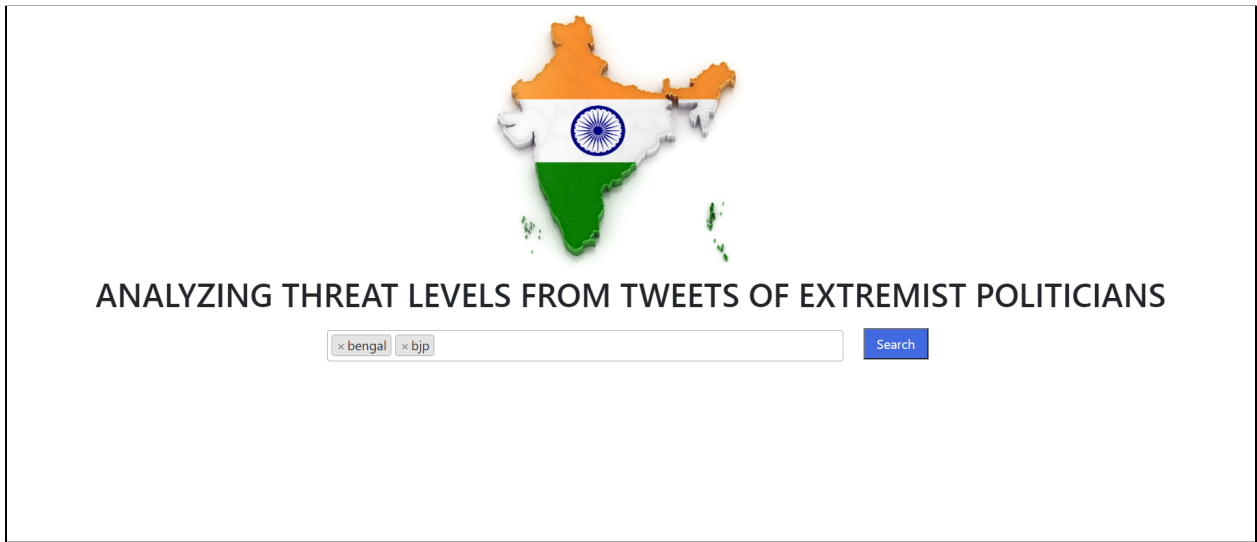 ANALYZING THREAT LEVELS FROM TWEETS OF EXTREMIST POLITICIANS
× bengal × bjp Search